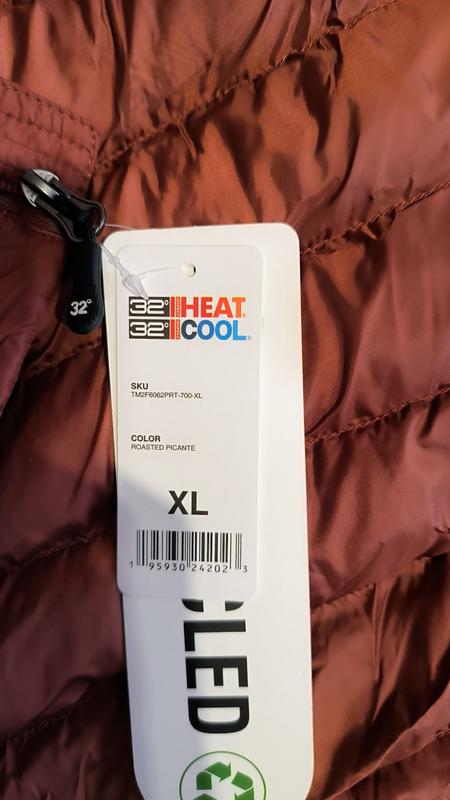 32°
32° HEAT
32° COOL
SKU
TM2F6062PRT-700-XL
COLOR
ROASTED PICANTE
XL
1 95930 24202 3
CLED